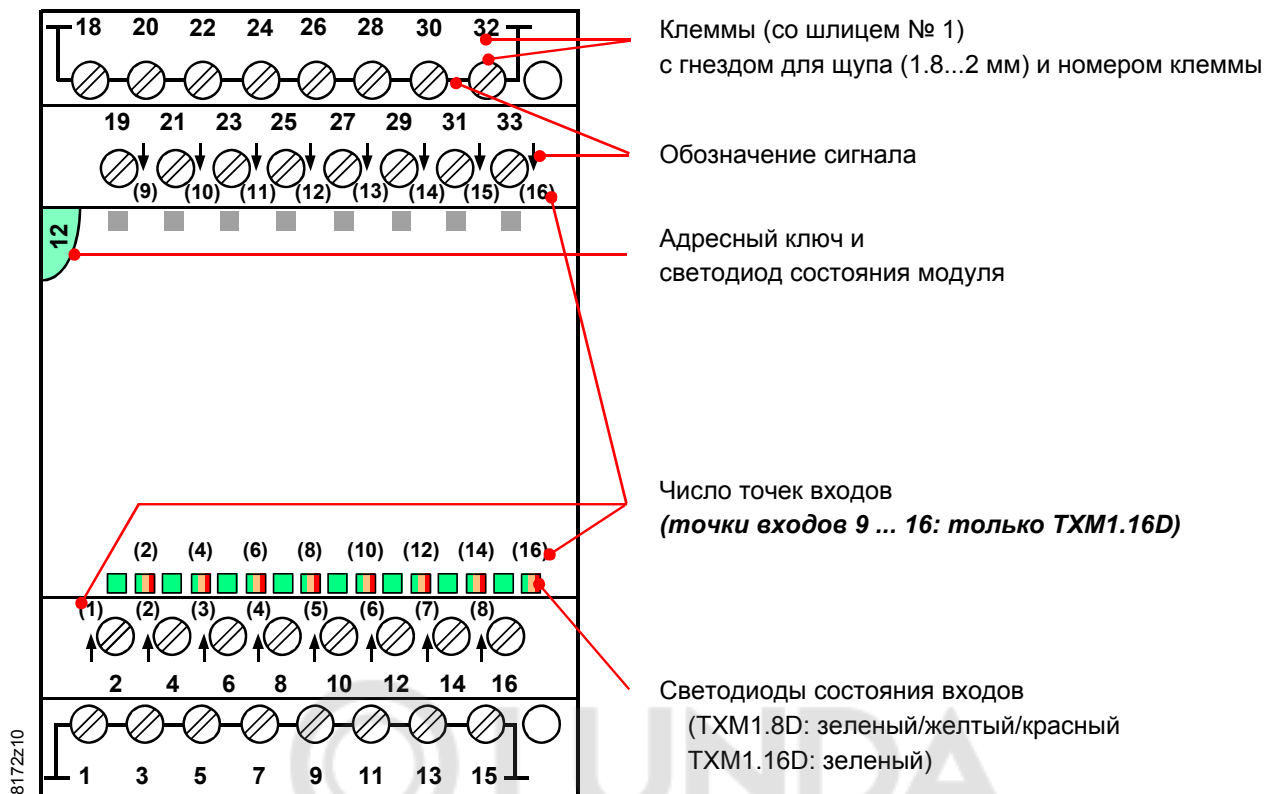 18 20 22 24 26 28 30 32
19 21 23 25 27 29 31 33
(9) (10) (11) (12) (13) (14) (15) (16)
12
Клеммы (со шлицем № 1)
с гнездом для щупа (1.8...2 мм) и номером клеммы
Обозначение сигнала
Адресный ключ и
светодиод состояния модуля
Число точек входов
(точки входов 9 ... 16: только TXM1.16D)
(2) (4) (6) (8) (10) (12) (14) (16)
(1) (2) (3) (4) (5) (6) (7) (8)
2 4 6 8 10 12 14 16
1 3 5 7 9 11 13 15
Светодиоды состояния входов
(TXM1.8D: зеленый/желтый/красный
TXM1.16D: зеленый)
8172z10
LUNDA